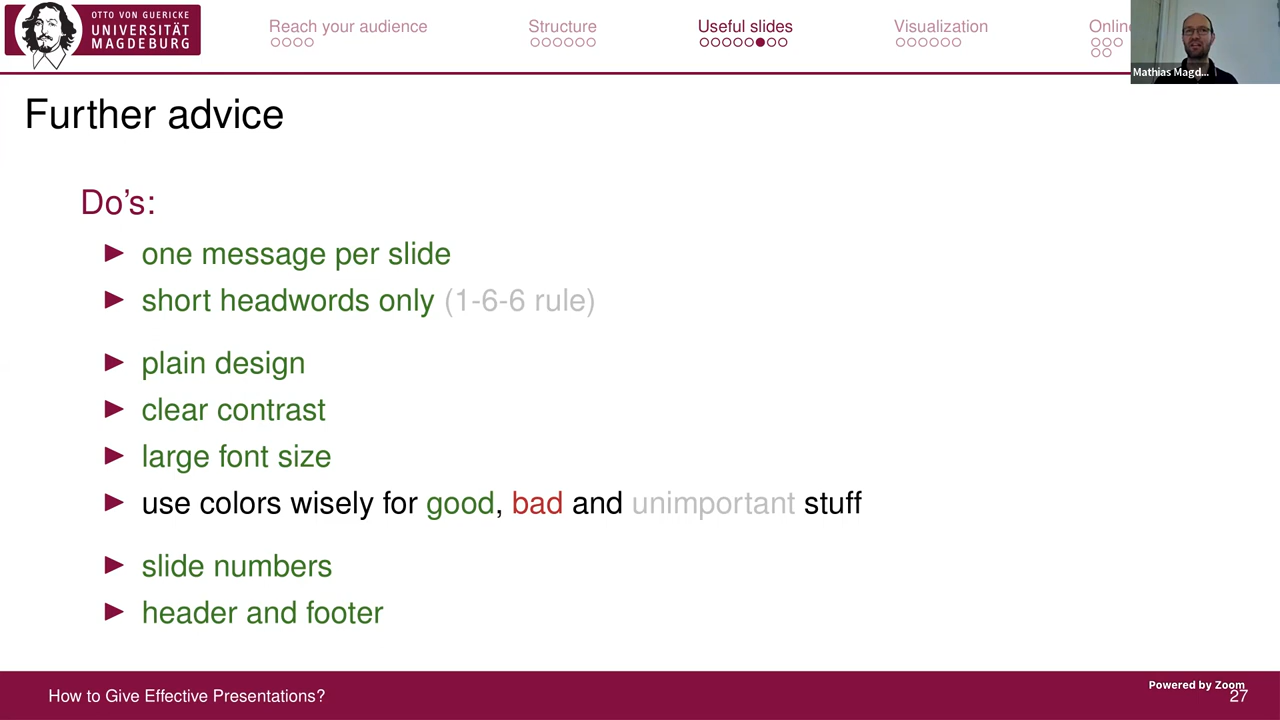 OTTO VON GUERICKE
UNIVERSITÄT
MAGDEBURG
Reach your audience
Structure
Useful slides
Visualization
Mathias Magd...
Further advice
Do's:
one message per slide
short headwords only (1-6-6 rule)
plain design
clear contrast
large font size
use colors wisely for good, bad and unimportant stuff
slide numbers
header and footer
How to Give Effective Presentations?
Powered by Zoom
27